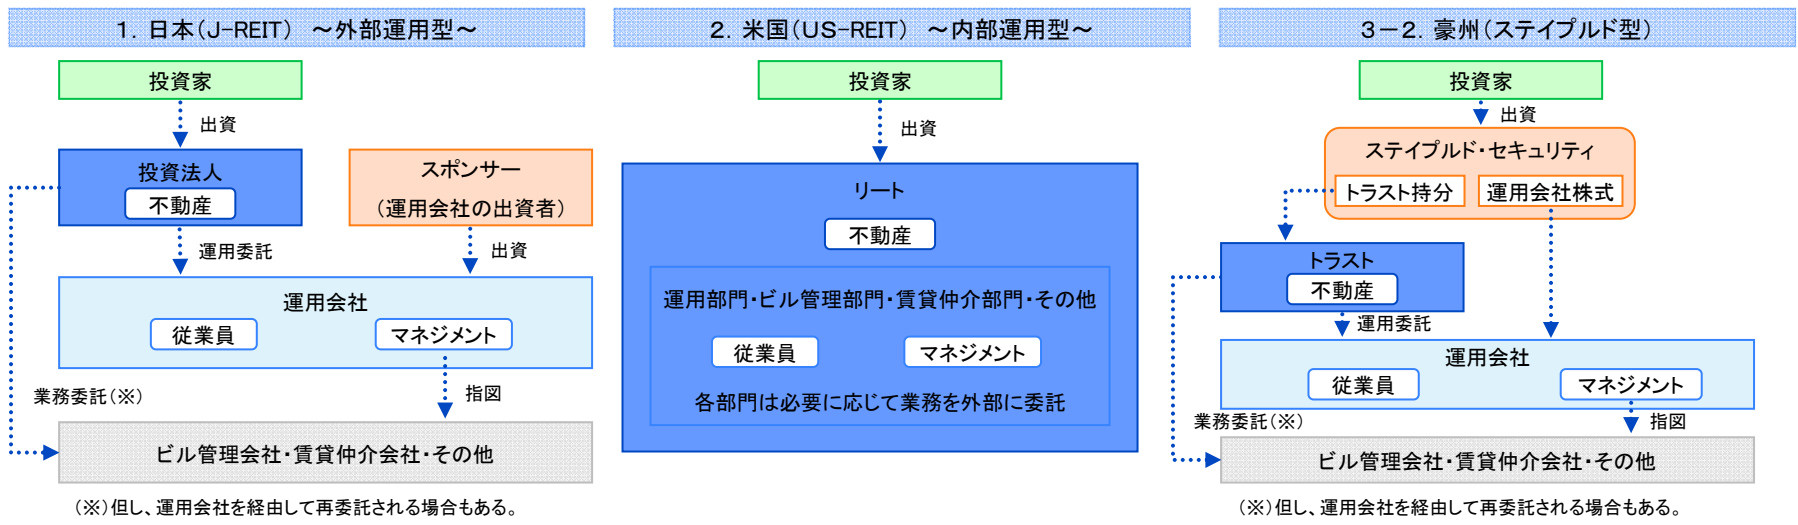 1．日本（J-REIT）　～外部運用型～
投資家
出資
投資法人
不動産
スポンサー
（運用会社の出資者）
運用委託
出資
運用会社
従業員
マネジメント
業務委託（※）
指図
ビル管理会社・賃貸仲介会社・その他
（※）但し、運用会社を経由して再委託される場合もある。
2．米国（US-REIT）　～内部運用型～
投資家
出資
リート
不動産
運用部門・ビル管理部門・賃貸仲介部門・その他
従業員
マネジメント
各部門は必要に応じて業務を外部に委託
3－2．豪州（ステイプルド型）
投資家
出資
ステイプルド・セキュリティ
トラスト持分
運用会社株式
トラスト
不動産
運用委託
運用会社
従業員
マネジメント
業務委託（※）
指図
ビル管理会社・賃貸仲介会社・その他
（※）但し、運用会社を経由して再委託される場合もある。